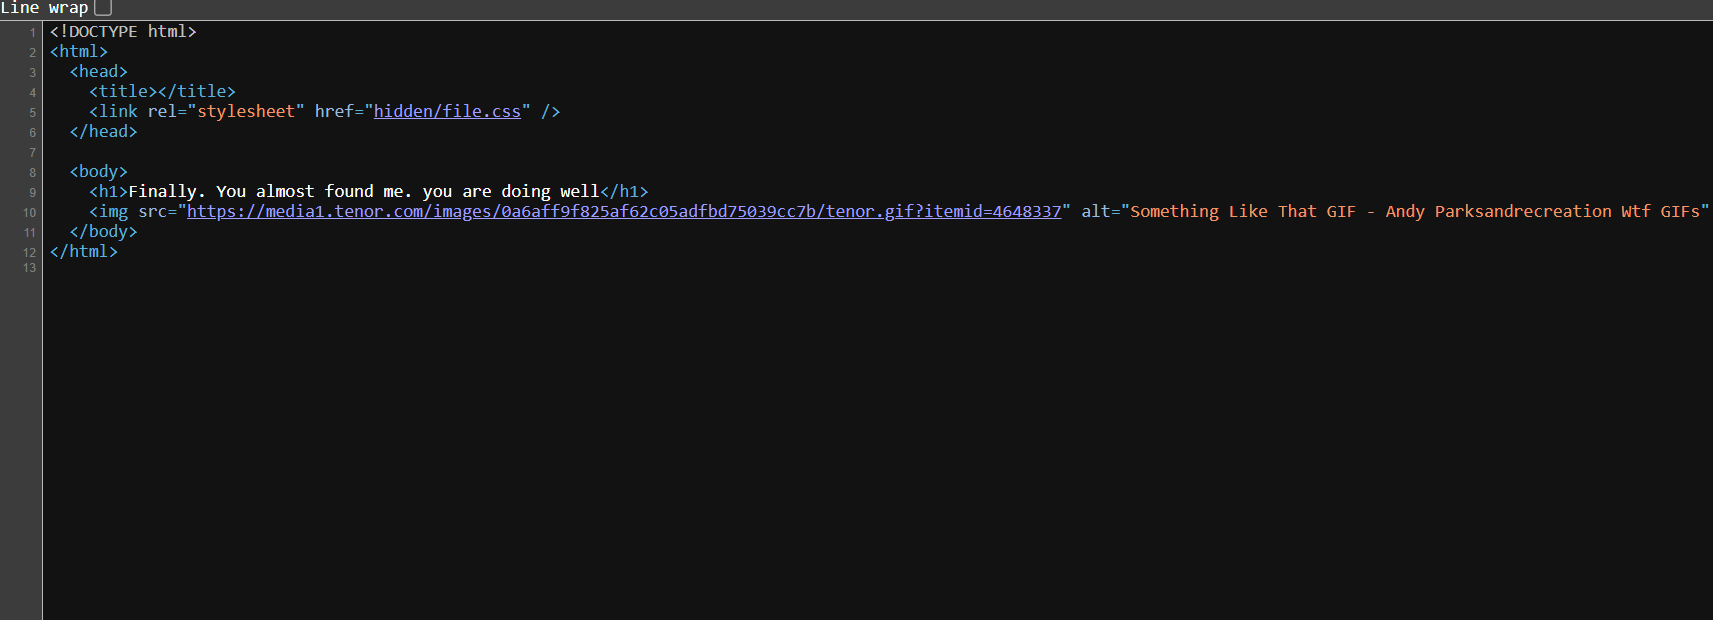 Line wrap
1 <!DOCTYPE html>
2 <html>
3 <head>
4 <title></title>
5 <link rel="stylesheet" href="hidden/file.css" />
6 </head>
7
8 <body>
9 <h1>Finally. You almost found me. you are doing well</h1>
10 <img src="https://media1.tenor.com/images/0a6aff9f825af62c05adfbd75039cc7b/tenor.gif?itemid=4648337" alt="Something Like That GIF - Andy Parksandrecreation Wtf GIFs"
11 </body>
12 </html>
13